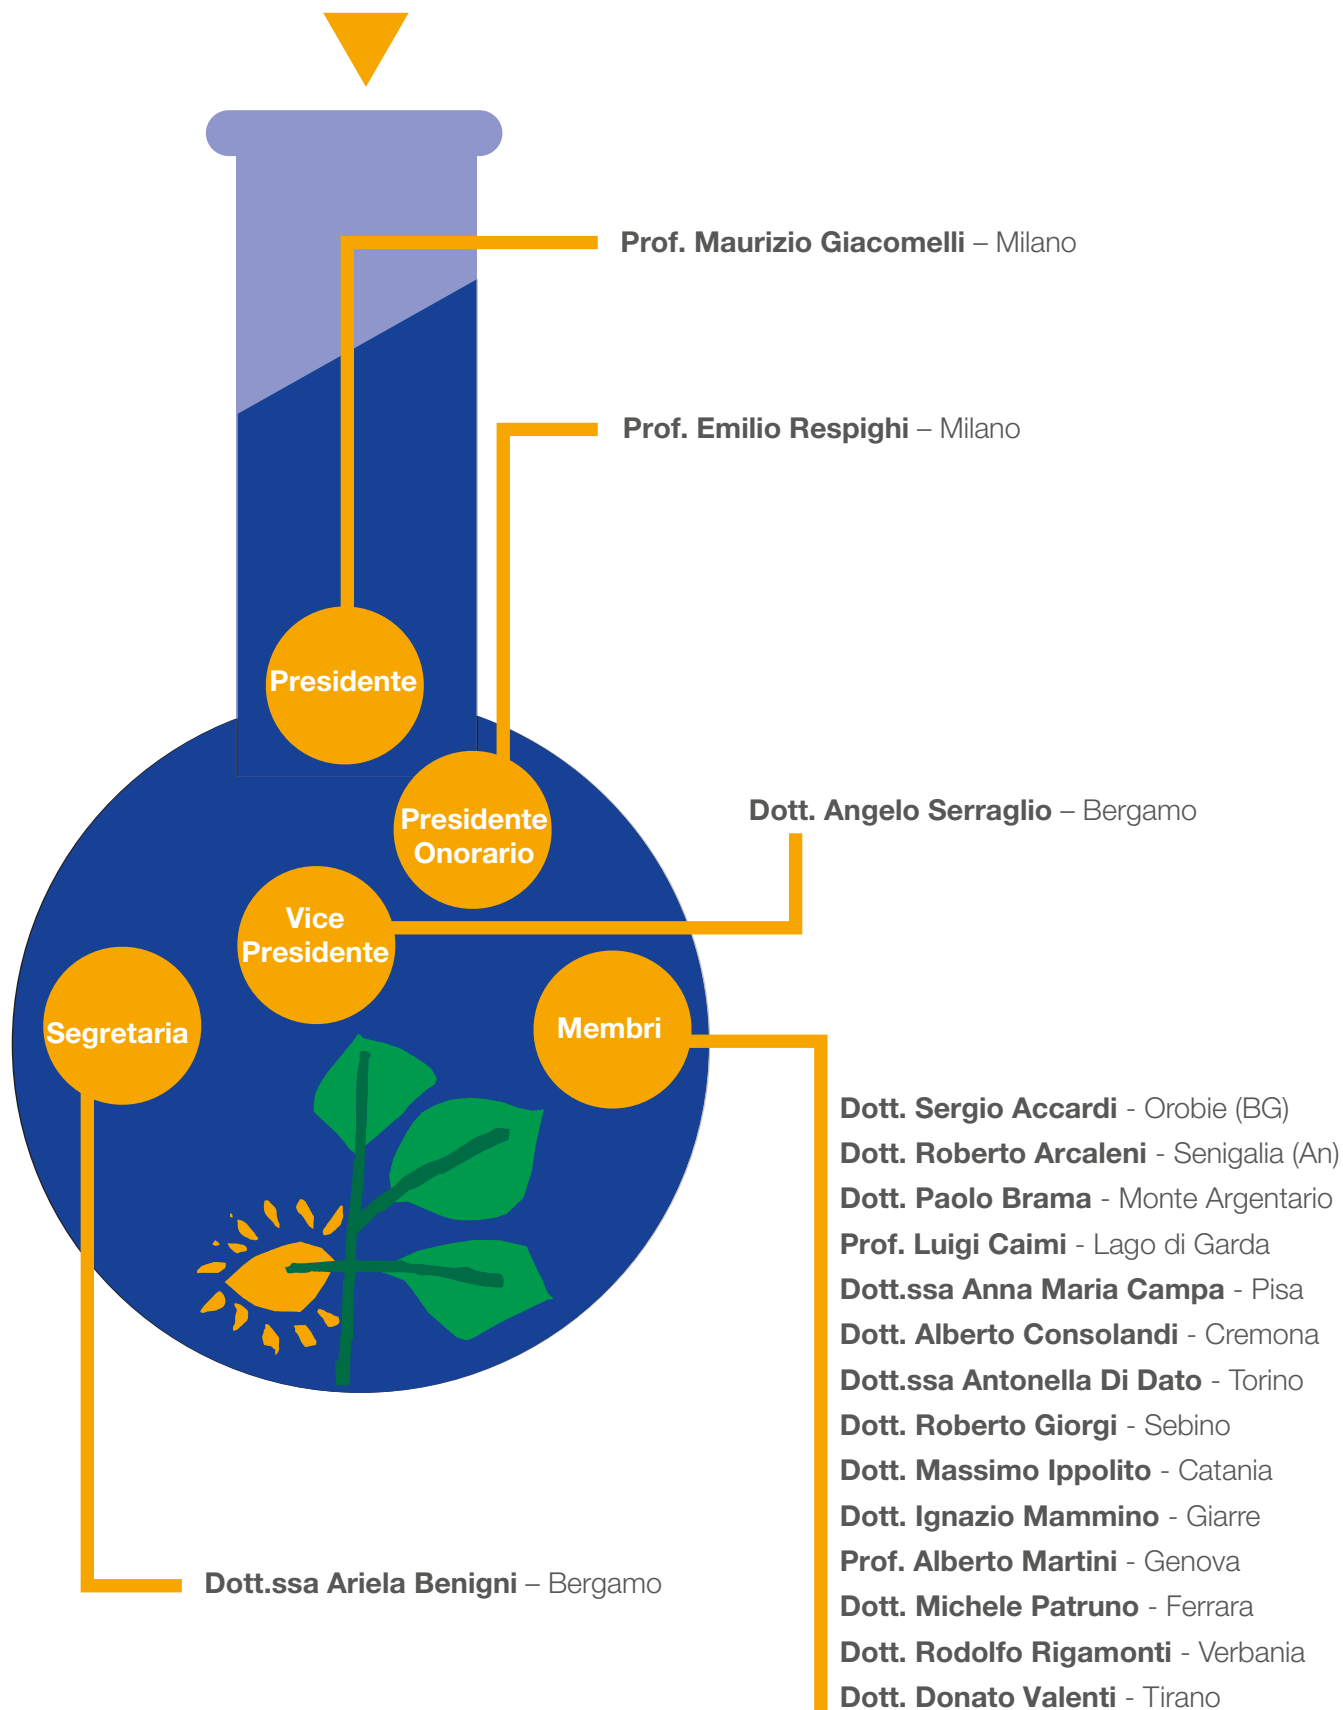 Prof. Maurizio Giacomelli – Milano
Prof. Emilio Respighi – Milano
Presidente
Presidente
Onorario
Dott. Angelo Serraglio – Bergamo
Vice
Presidente
Segretaria
Membri
Dott. Sergio Accardi - Orobie (BG)
Dott. Roberto Arcaleni - Senigalia (An)
Dott. Paolo Brama - Monte Argentario
Prof. Luigi Caimi - Lago di Garda
Dott.ssa Anna Maria Campa - Pisa
Dott. Alberto Consolandi - Cremona
Dott.ssa Antonella Di Dato - Torino
Dott. Roberto Giorgi - Sebino
Dott. Massimo Ippolito - Catania
Dott. Ignazio Mammino - Giarre
Prof. Alberto Martini - Genova
Dott. Michele Patruno - Ferrara
Dott. Rodolfo Rigamonti - Verbania
Dott. Donato Valenti - Tirano
Dott.ssa Ariela Benigni – Bergamo